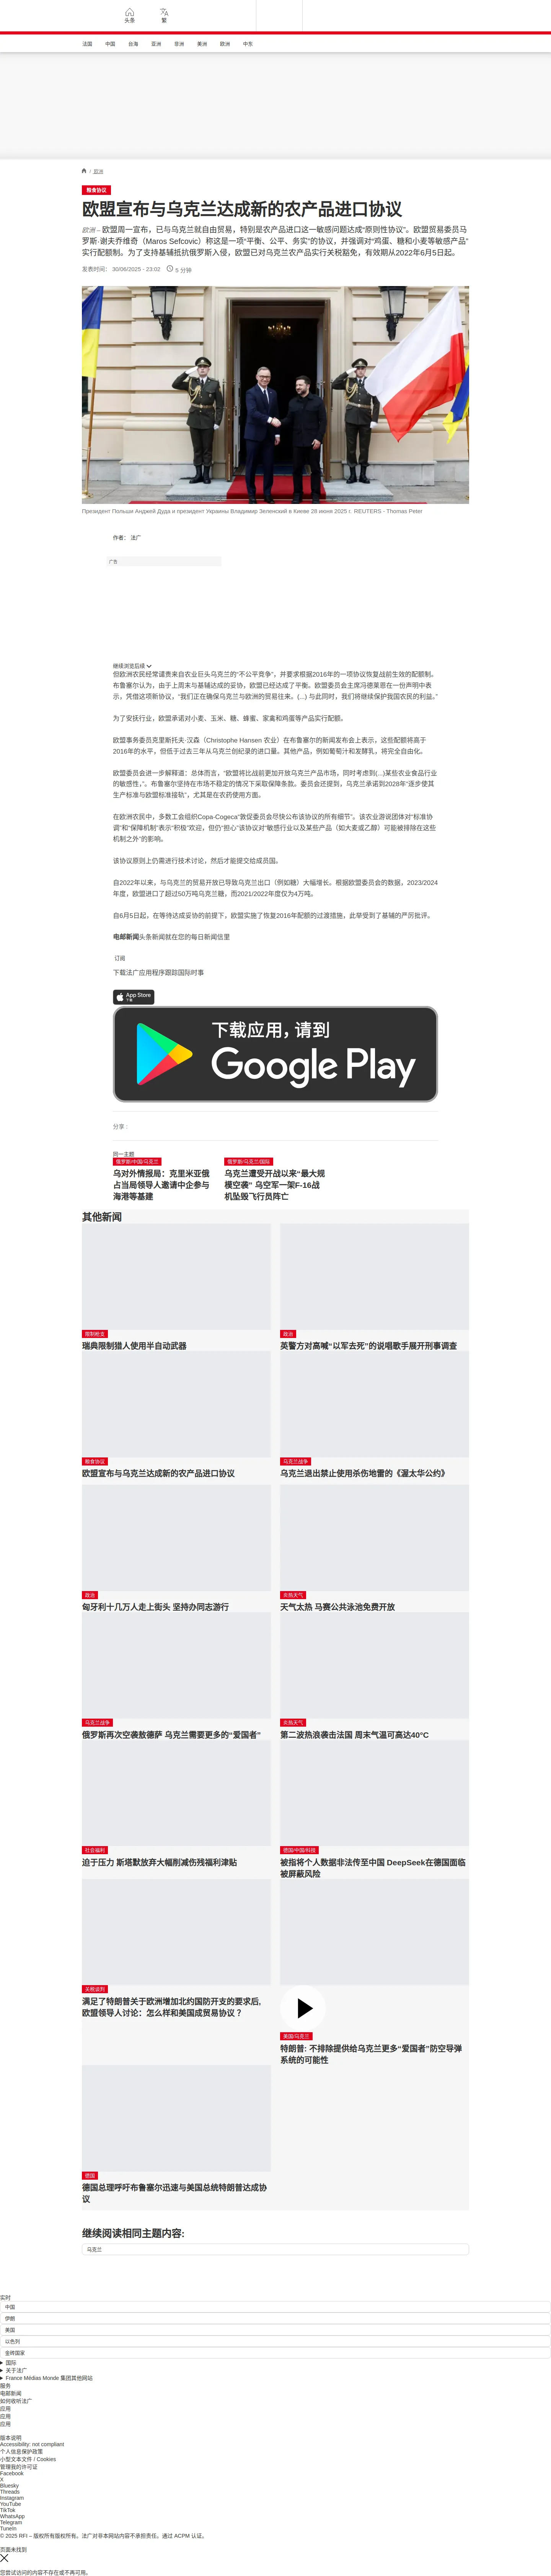 头条
繁
法国
中国
台海
亚洲
非洲
美洲
欧洲
中东
/ 欧洲
粮食协议
欧盟宣布与乌克兰达成新的农产品进口协议
欧洲 – 欧盟周一宣布，已与乌克兰就自由贸易，特别是农产品进口这一敏感问题达成“原则性协议”。欧盟贸易委员马
罗斯·谢夫乔维奇（Maros Sefcovic）称这是一项“平衡、公平、务实”的协议，并强调对“鸡蛋、糖和小麦等敏感产品”
实行配额制。为了支持基辅抵抗俄罗斯入侵，欧盟已对乌克兰农产品实行关税豁免，有效期从2022年6月5日起。
发表时间： 30/06/2025 - 23:02
5 分钟
Президент Польши Анджей Дуда и президент Украины Владимир Зеленский в Киеве 28 июня 2025 г. REUTERS - Thomas Peter
作者： 法广
广告
继续浏览后续
但欧洲农民经常谴责来自农业巨头乌克兰的“不公平竞争”，并要求根据2016年的一项协议恢复战前生效的配额制。
布鲁塞尔认为，由于上周末与基辅达成的妥协，欧盟已经达成了平衡。欧盟委员会主席冯德莱恩在一份声明中表
示，凭借这项新协议，“我们正在确保乌克兰与欧洲的贸易往来。(...) 与此同时，我们将继续保护我国农民的利益。”
为了安抚行业，欧盟承诺对小麦、玉米、糖、蜂蜜、家禽和鸡蛋等产品实行配额。
欧盟事务委员克里斯托夫·汉森（Christophe Hansen 农业）在布鲁塞尔的新闻发布会上表示，这些配额将高于
2016年的水平，但低于过去三年从乌克兰创纪录的进口量。其他产品，例如葡萄汁和发酵乳，将完全自由化。
欧盟委员会进一步解释道：总体而言，“欧盟将比战前更加开放乌克兰产品市场，同时考虑到(...)某些农业食品行业
的敏感性。”。布鲁塞尔坚持在市场不稳定的情况下采取保障条款。委员会还提到，乌克兰承诺到2028年“逐步使其
生产标准与欧盟标准接轨”，尤其是在农药使用方面。
在欧洲农民中，多数工会组织Copa-Cogeca“敦促委员会尽快公布该协议的所有细节”。该农业游说团体对“标准协
调”和“保障机制”表示“积极”欢迎，但仍“担心”该协议对“敏感行业以及某些产品（如大麦或乙醇）可能被排除在这些
机制之外”的影响。
该协议原则上仍需进行技术讨论，然后才能提交给成员国。
自2022年以来，与乌克兰的贸易开放已导致乌克兰出口（例如糖）大幅增长。根据欧盟委员会的数据，2023/2024
年度，欧盟进口了超过50万吨乌克兰糖，而2021/2022年度仅为4万吨。
自6月5日起，在等待达成妥协的前提下，欧盟实施了恢复2016年配额的过渡措施，此举受到了基辅的严厉批评。
电邮新闻头条新闻就在您的每日新闻信里
订阅
下载法广应用程序跟踪国际时事
App Store
下载
下载应用，请到
Google Play
分享 :
同一主题
俄罗斯/中国/乌克兰
乌对外情报局：克里米亚俄
占当局领导人邀请中企参与
海港等基建
俄罗斯/乌克兰/国际
乌克兰遭受开战以来“最大规
模空袭” 乌空军一架F-16战
机坠毁飞行员阵亡
其他新闻
限制枪支
瑞典限制猎人使用半自动武器
政治
英警方对高喊“以军去死”的说唱歌手展开刑事调查
粮食协议
欧盟宣布与乌克兰达成新的农产品进口协议
乌克兰战争
乌克兰退出禁止使用杀伤地雷的《渥太华公约》
政治
匈牙利十几万人走上街头 坚持办同志游行
炎热天气
天气太热 马赛公共泳池免费开放
乌克兰战争
俄罗斯再次空袭敖德萨 乌克兰需要更多的“爱国者”
炎热天气
第二波热浪袭击法国 周末气温可高达40°C
社会福利
迫于压力 斯塔默放弃大幅削减伤残福利津贴
德国/中国/科技
被指将个人数据非法传至中国 DeepSeek在德国面临
被屏蔽风险
关税谈判
满足了特朗普关于欧洲增加北约国防开支的要求后,
欧盟领导人讨论：怎么样和美国成贸易协议 ?
美国/乌克兰
特朗普: 不排除提供给乌克兰更多“爱国者”防空导弹
系统的可能性
德国
德国总理呼吁布鲁塞尔迅速与美国总统特朗普达成协
议
继续阅读相同主题内容:
乌克兰
实时
中国
伊朗
美国
以色列
金砖国家
国际
关于法广
France Médias Monde 集团其他网站
服务
电邮新闻
如何收听法广
应用
应用
应用
版本说明
Accessibility: not compliant
个人信息保护政策
小型文本文件 / Cookies
管理我的许可证
Facebook
X
Bluesky
Threads
Instagram
YouTube
TikTok
WhatsApp
Telegram
TuneIn
© 2025 RFI – 版权所有版权所有。法广对非本网站内容不承担责任。通过 ACPM 认证。
页面未找到
您尝试访问的内容不存在或不再可用。